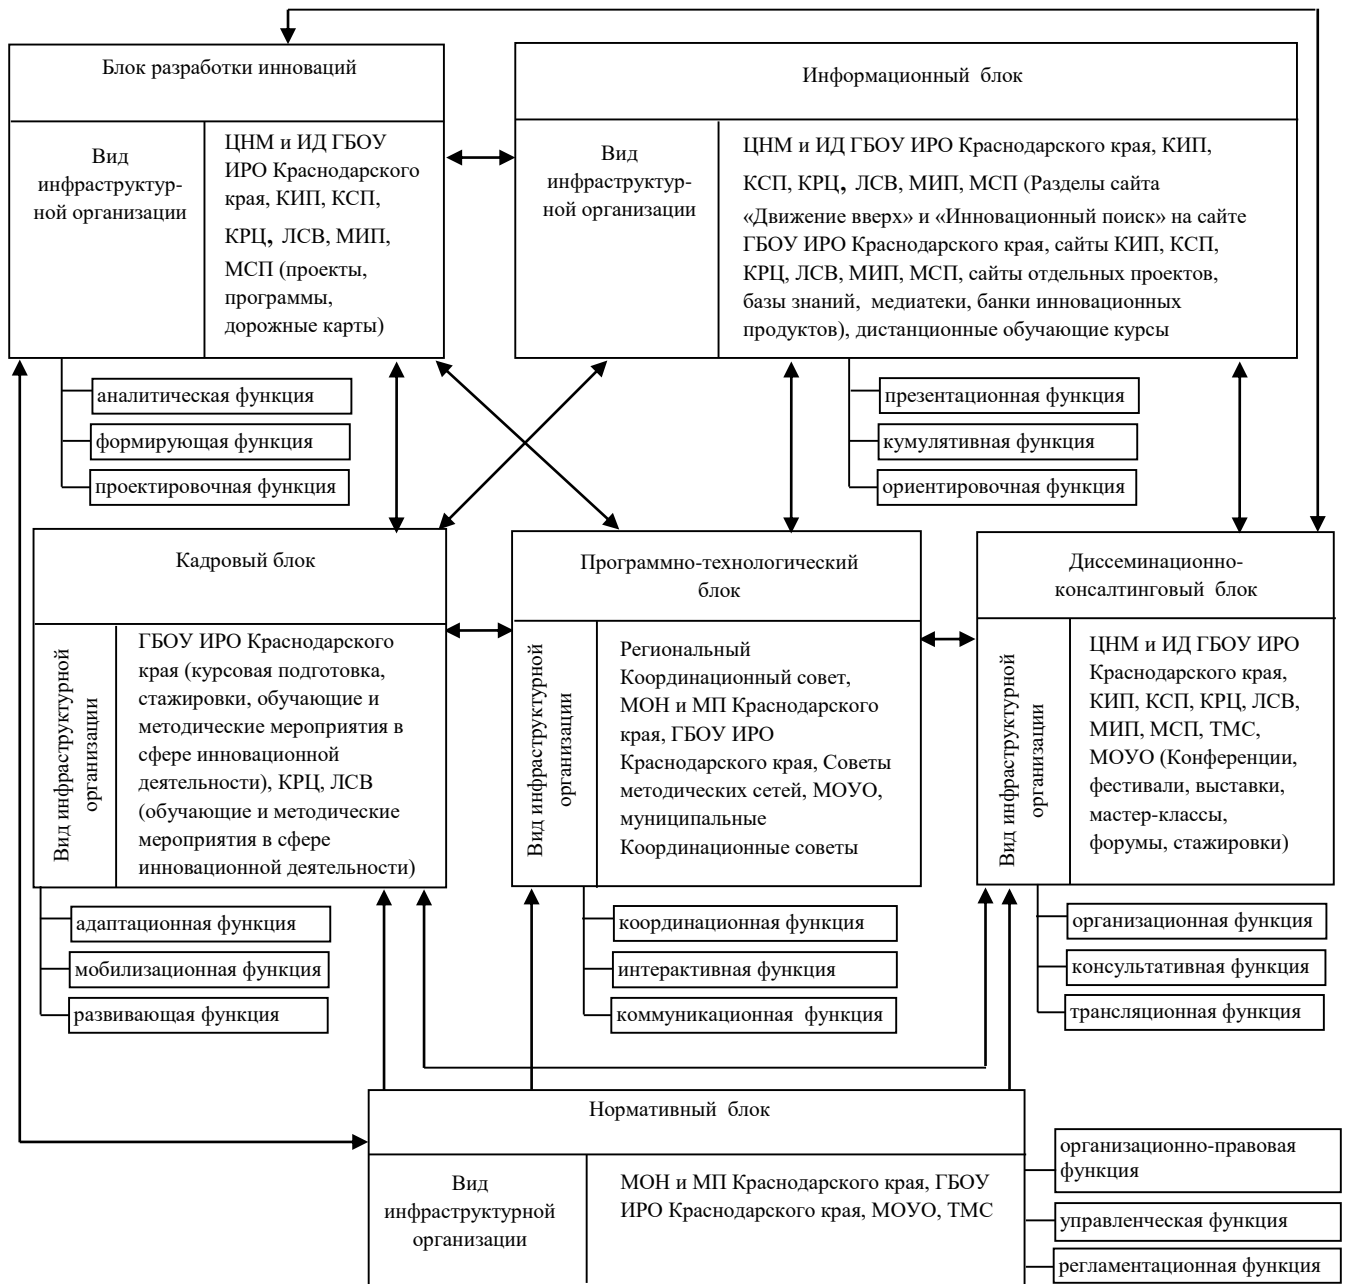 Блок разработки инноваций
Вид
инфраструктур-
ной организации
ЦНМ и ИД ГБОУ
ИРО Краснодарского
края, КИП, КСП,
КРЦ, ЛСВ, МИП,
МСП (проекты,
программы,
дорожные карты)
аналитическая функция
формирующая функция
проектировочная функция
Информационный блок
Вид
инфраструктур-
ной организации
ЦНМ и ИД ГБОУ ИРО Краснодарского края, КИП,
КСП, КРЦ, ЛСВ, МИП, МСП (Разделы сайта
«Движение вверх» и «Инновационный поиск» на сайте
ГБОУ ИРО Краснодарского края, сайты КИП, КСП,
КРЦ, ЛСВ, МИП, МСП, сайты отдельных проектов,
базы знаний, медиатеки, банки инновационных
продуктов), дистанционные обучающие курсы
презентационная функция
кумулятивная функция
ориентировочная функция
Кадровый блок
Вид инфраструктурной
организации
ГБОУ ИРО Краснодарского
края (курсовая подготовка,
стажировки, обучающие и
методические мероприятия в
сфере инновационной
деятельности), КРЦ, ЛСВ
(обучающие и методические
мероприятия в сфере
инновационной деятельности)
адаптационная функция
мобилизационная функция
развивающая функция
Программно-технологический
блок
Вид инфраструктурной
организации
Региональный
Координационный совет,
МОН и МП Краснодарского
края, ГБОУ ИРО
Краснодарского края, Советы
методических сетей, МОУО,
муниципальные
Координационные советы
координационная функция
интерактивная функция
коммуникационная функция
Диссеминационно-
консалтинговый блок
Вид инфраструктурной
организации
ЦНМ и ИД ГБОУ ИРО
Краснодарского края,
КИП, КСП, КРЦ, ЛСВ,
МИП, МСП, ТМС,
МОУО (Конференции,
фестивали, выставки,
мастер-классы,
форумы, стажировки)
организационная функция
консультативная функция
трансляционная функция
Нормативный блок
Вид
инфраструктурной
организации
МОН и МП Краснодарского края, ГБОУ
ИРО Краснодарского края, МОУО, ТМС
организационно-правовая
функция
управленческая функция
регламентационная функция